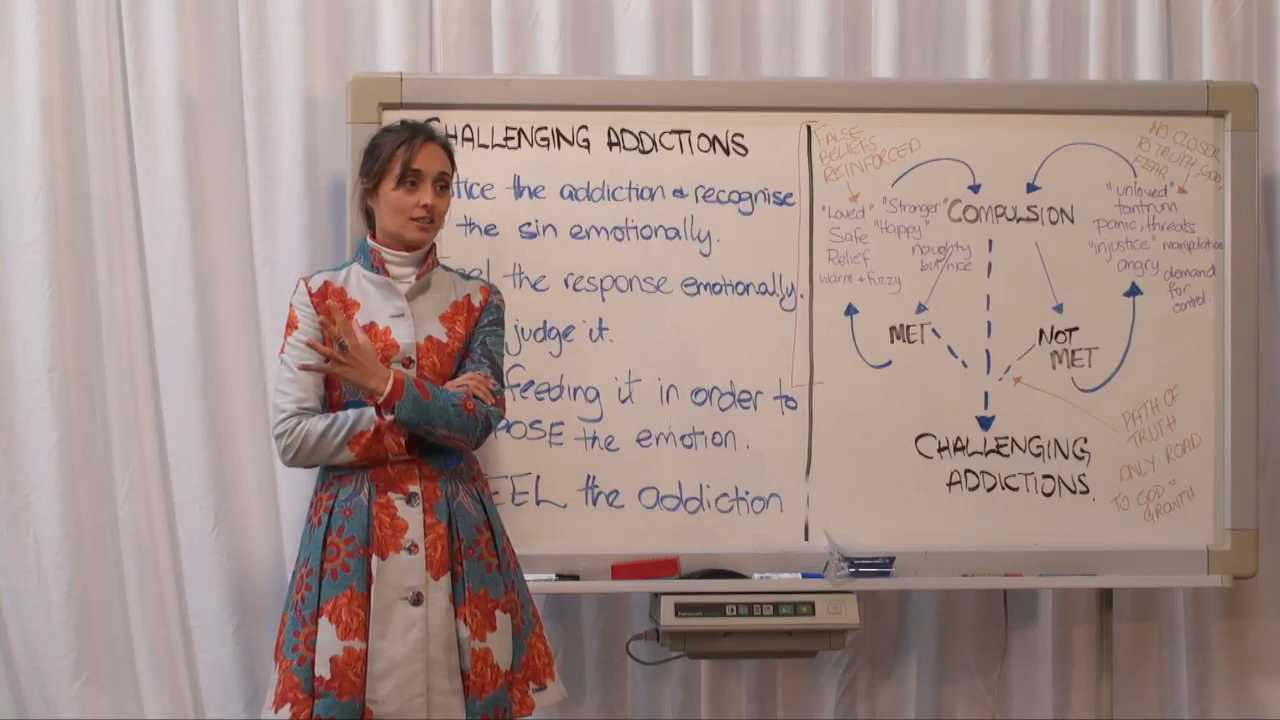 CHALLENGING ADDICTIONS
tice the addiction & recognise
the sin emotionally.
the response emotionally.
judge it.
feeding it in order to
POSE the emotion.
EEL the addiction
FALSE
BELIEFS
REINFORCED
"Loved"
Safe
Relief
warm + fuzzy
"Stronger"
"Happy"
naughty
but nice
COMPULSION
MET
NOT
MET
NO CLOSER
TO TRUTH, GOD,
FEAR
"unloved"
tantrum
panic, threats
"injustice" manipulation
angry demand
for
control.
CHALLENGING
ADDICTIONS.
PATH OF
TRUTH
ONLY ROAD
TO GOD +
GROWTH
Panasonic